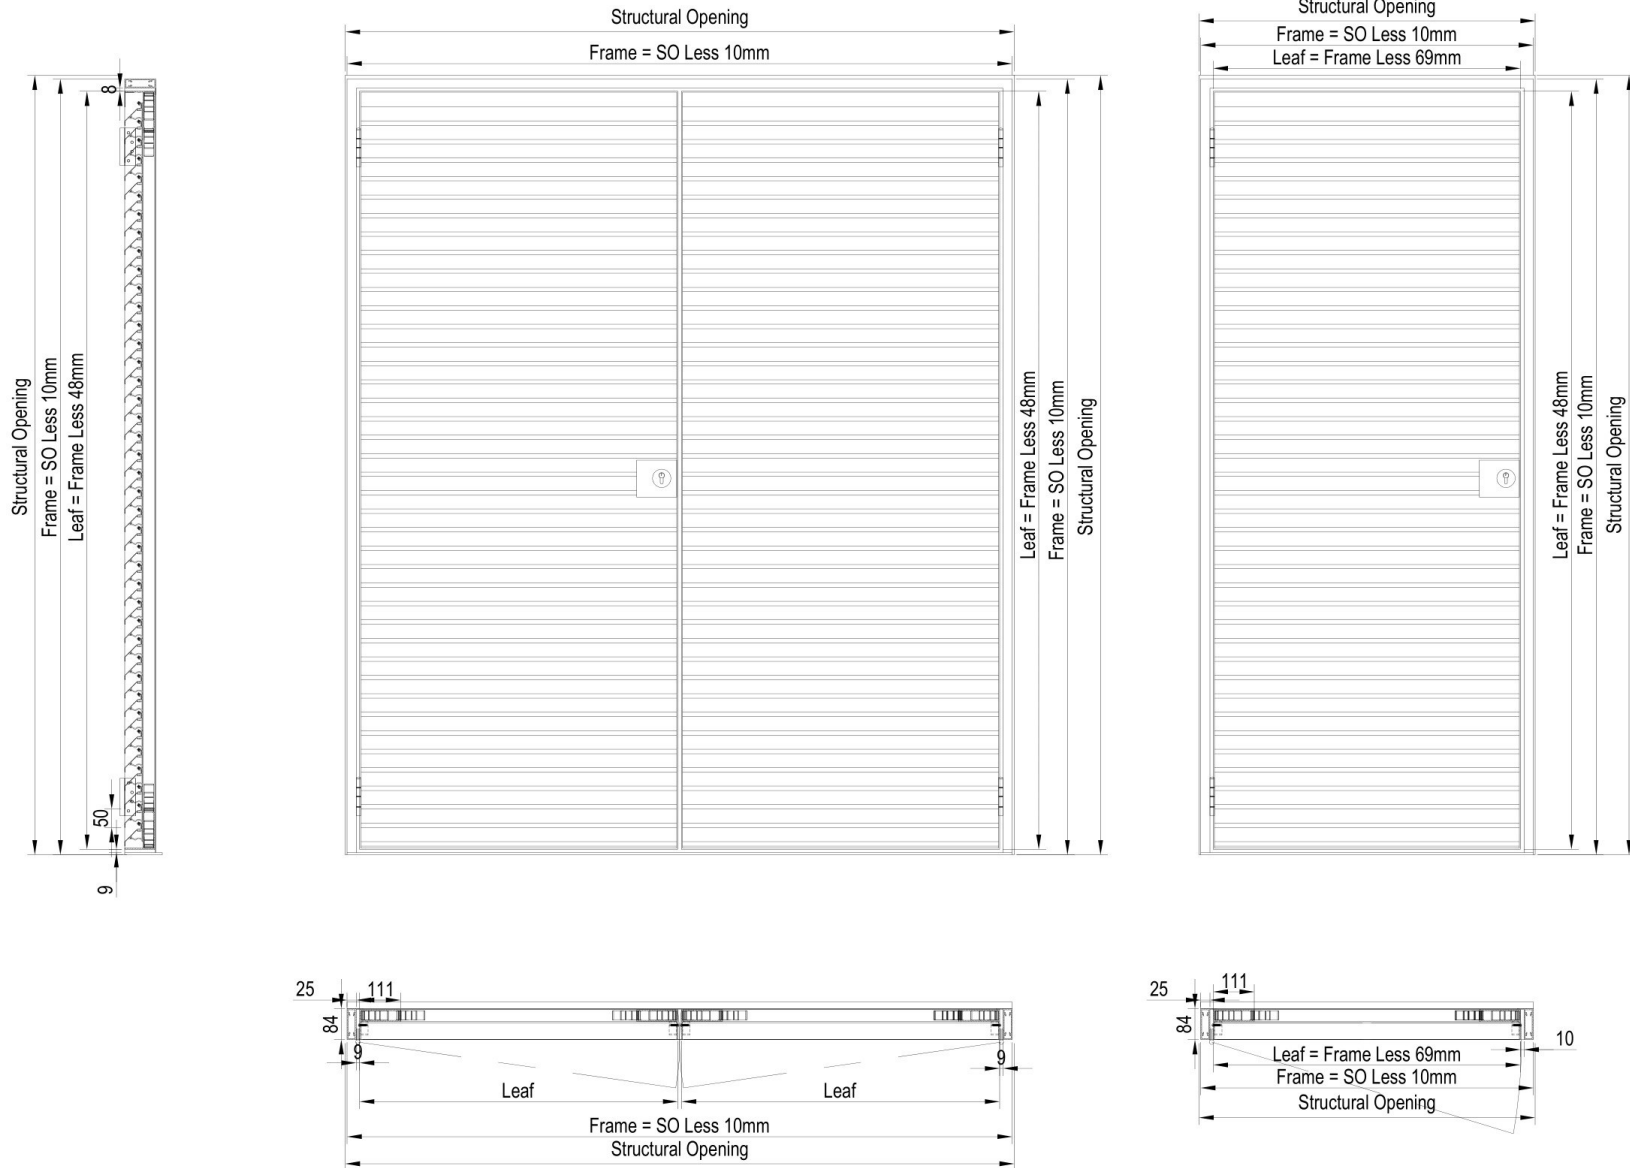 Structural Opening
Frame = SO Less 10mm
Structural Opening
Frame = SO Less 10mm
Leaf = Frame Less 69mm
8
Structural Opening
Frame = SO Less 10mm
Leaf = Frame Less 48mm
50
9
Leaf = Frame Less 48mm
Frame = SO Less 10mm
Structural Opening
Leaf = Frame Less 48mm
Frame = SO Less 10mm
Structural Opening
25
111
84
9
9
Leaf
Leaf
Frame = SO Less 10mm
Structural Opening
25
111
84
10
Leaf = Frame Less 69mm
Frame = SO Less 10mm
Structural Opening